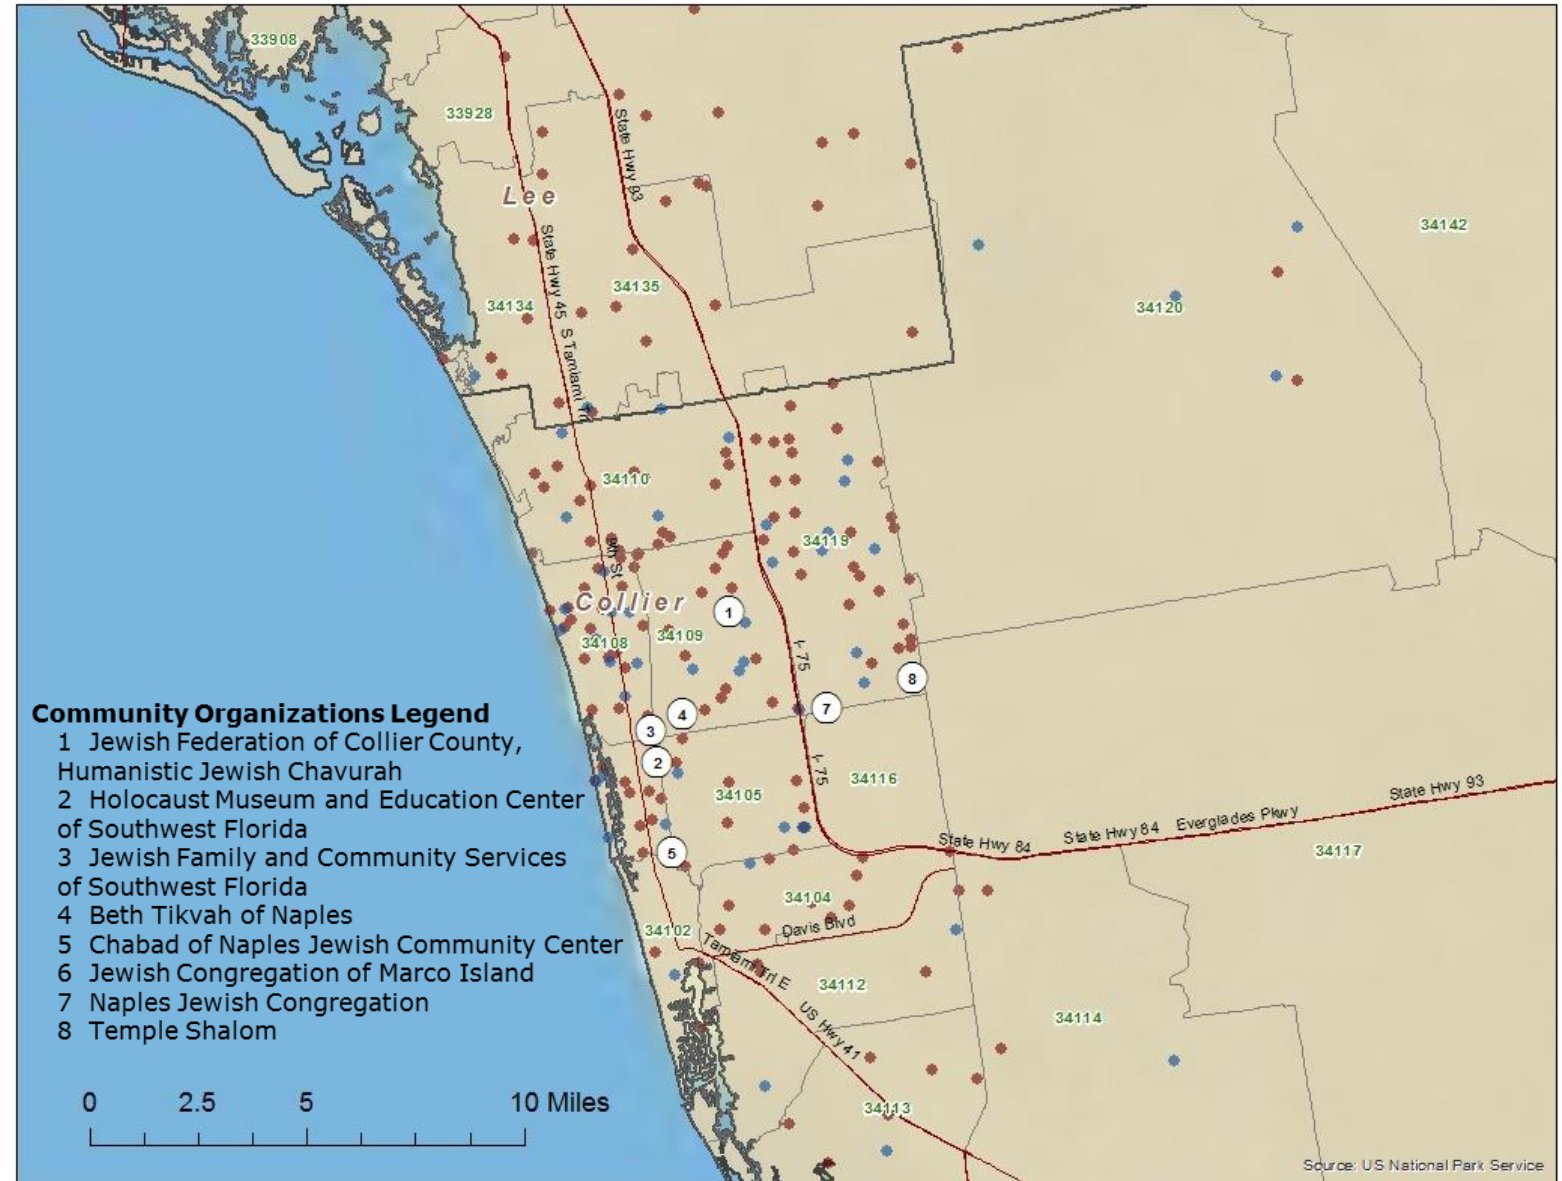 33908
33928
State Hwy 93
Lee
34142
State Hwy 45
S Tamiami Trl
34134
34135
34120
34110
34119
9th St
Collier
34109
34108
1
I- 75
8
7
4
3
2
I- 75
34116
34105
State Hwy 93
Everglades Pkwy
State Hwy 84
State Hwy 84
34117
5
34104
Davis Blvd
34102
Tamiami Trl E
34112
US Hwy 41
34114
34113
Community Organizations Legend
1 Jewish Federation of Collier County,
Humanistic Jewish Chavurah
2 Holocaust Museum and Education Center
of Southwest Florida
3 Jewish Family and Community Services
of Southwest Florida
4 Beth Tikvah of Naples
5 Chabad of Naples Jewish Community Center
6 Jewish Congregation of Marco Island
7 Naples Jewish Congregation
8 Temple Shalom
0 2.5 5 10 Miles
Source: US National Park Service